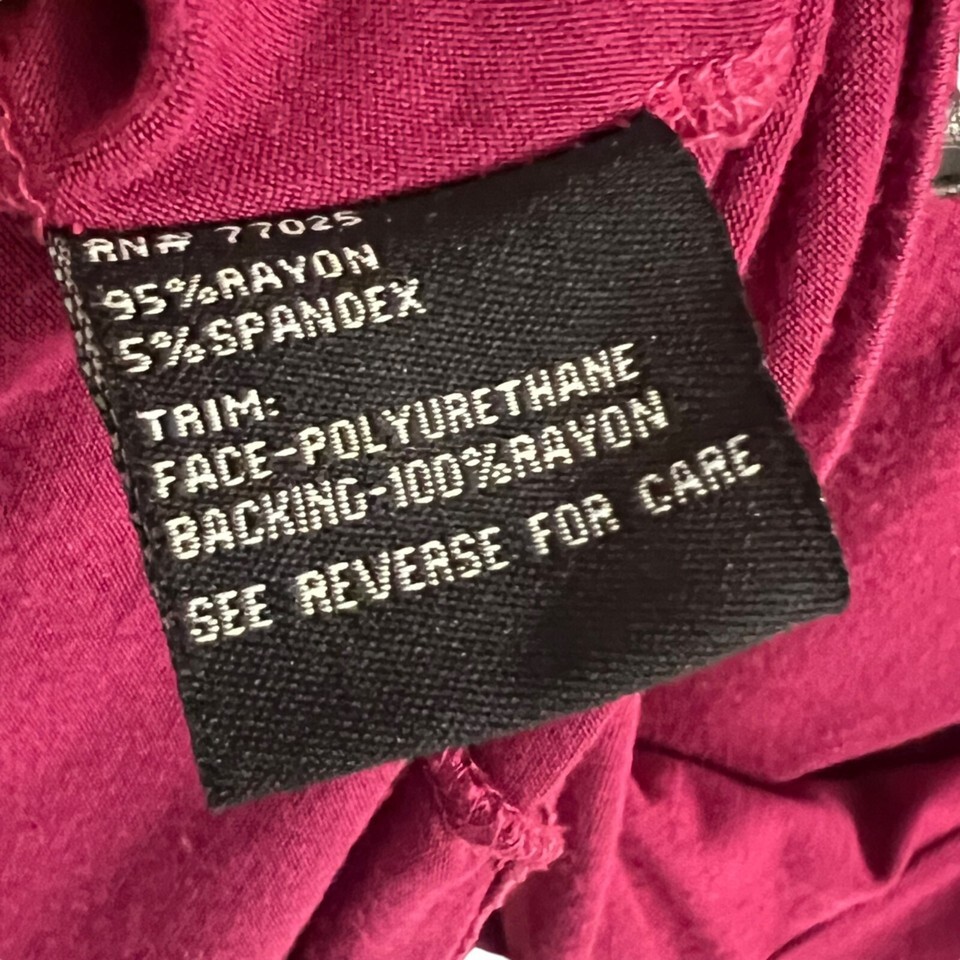 RN# 77025
95%RAYON
5%SPANDEX
TRIM:
FACE-POLYURETHANE
BACKING-100%RAYON
SEE REVERSE FOR CARE